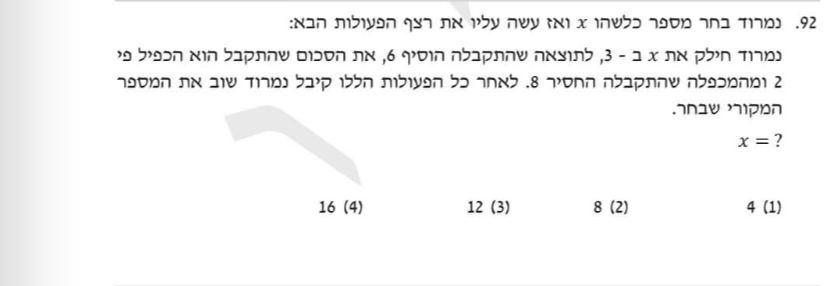 92. נמרוד בחר מספר כלשהו x ואז עשה עליו את רצף הפעולות הבא:
נמרוד חילק את x ב - 3, לתוצאה שהתקבלה הוסיף 6, את הסכום שהתקבל הוא הכפיל פי
2 ומהמכפלה שהתקבלה החסיר 8. לאחר כל הפעולות הללו קיבל נמרוד שוב את המספר
המקורי שבחר.
x = ?
(1) 4 (2) 8 (3) 12 (4) 16